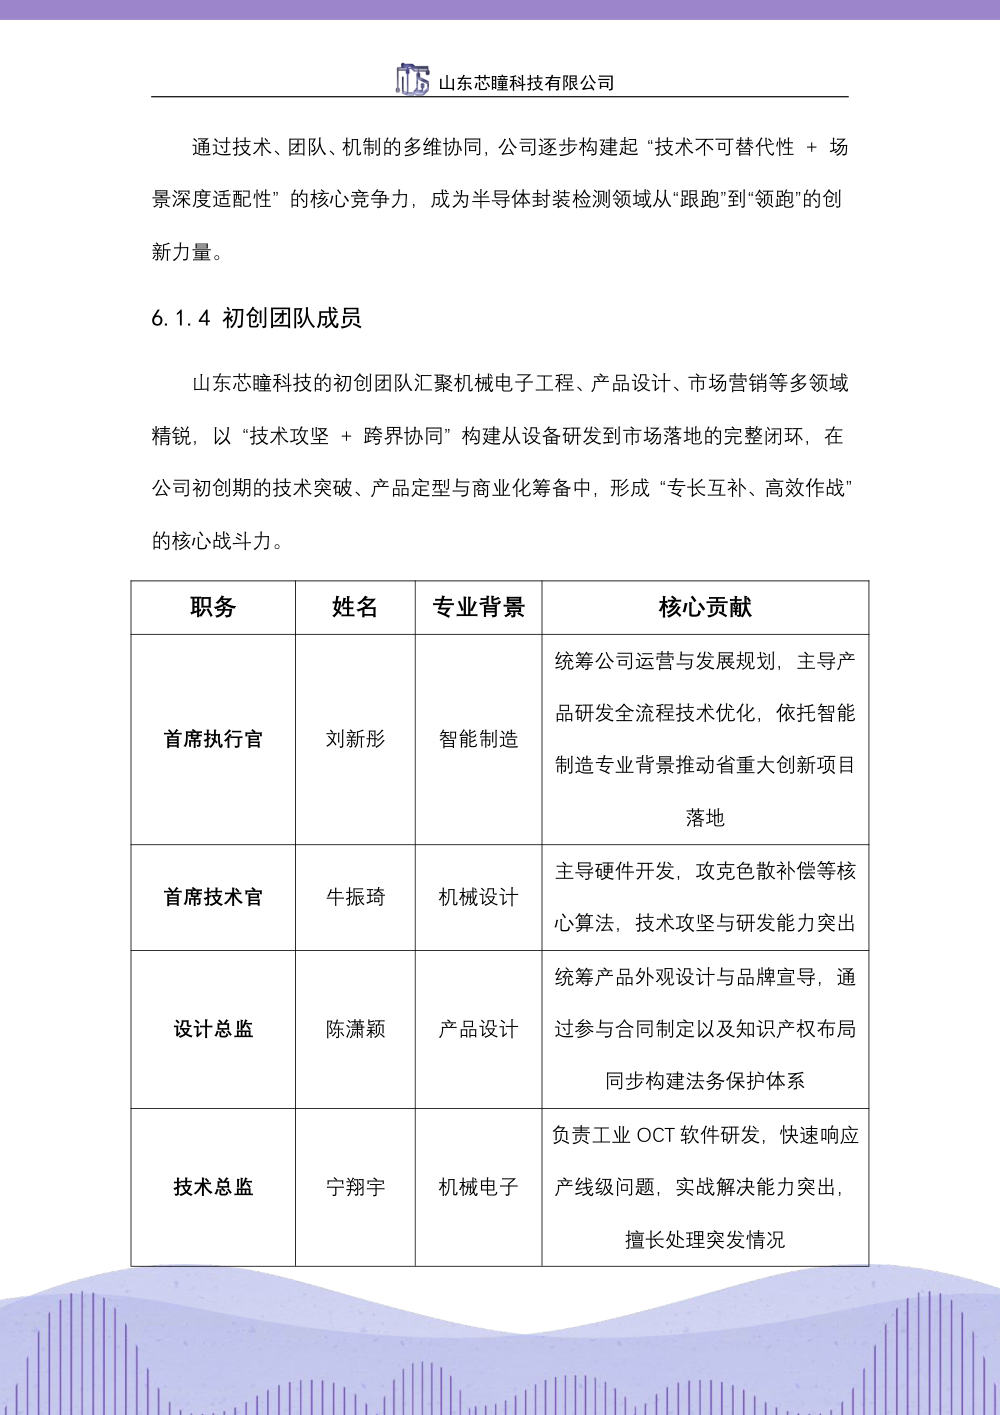 山东芯瞳科技有限公司
通过技术、团队、机制的多维协同，公司逐步构建起 “技术不可替代性 + 场
景深度适配性” 的核心竞争力，成为半导体封装检测领域从“跟跑”到“领跑”的创
新力量。
6.1.4 初创团队成员
山东芯瞳科技的初创团队汇聚机械电子工程、产品设计、市场营销等多领域
精锐，以 “技术攻坚 + 跨界协同” 构建从设备研发到市场落地的完整闭环，在
公司初创期的技术突破、产品定型与商业化筹备中，形成 “专长互补、高效作战”
的核心战斗力。
职务 姓名 专业背景 核心贡献
首席执行官 刘新彤 智能制造 统筹公司运营与发展规划，主导产
品研发全流程技术优化，依托智能
制造专业背景推动省重大创新项目
落地
首席技术官 牛振琦 机械设计 主导硬件开发，攻克色散补偿等核
心算法，技术攻坚与研发能力突出
设计总监 陈潇颖 产品设计 统筹产品外观设计与品牌宣导，通
过参与合同制定以及知识产权布局
同步构建法务保护体系
技术总监 宁翔宇 机械电子 负责工业 OCT 软件研发，快速响应
产线级问题，实战解决能力突出，
擅长处理突发情况